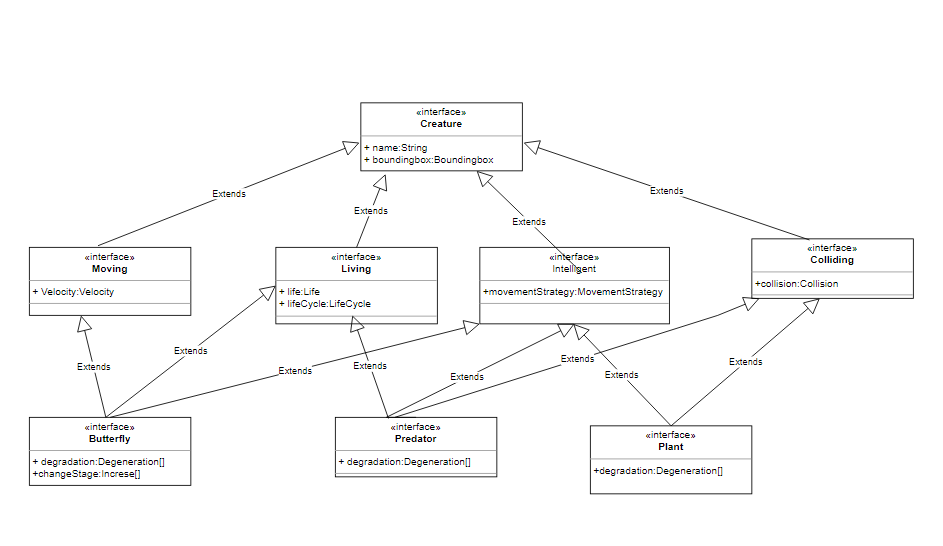 «interface»
Creature
+ name:String
+ boundingbox:Boundingbox
Extends
Extends
Extends
Extends
«interface»
Moving
+ Velocity:Velocity
«interface»
Living
+ life:Life
+ lifeCycle:LifeCycle
«interface»
Intelligent
+movementStrategy:MovementStrategy
«interface»
Colliding
+collision:Collision
Extends
Extends
Extends
Extends
Extends
Extends
Extends
Extends
«interface»
Butterfly
+ degradation:Degeneration[]
+changeStage:Increse[]
«interface»
Predator
+ degradation:Degeneration[]
«interface»
Plant
+degradation:Degeneration[]